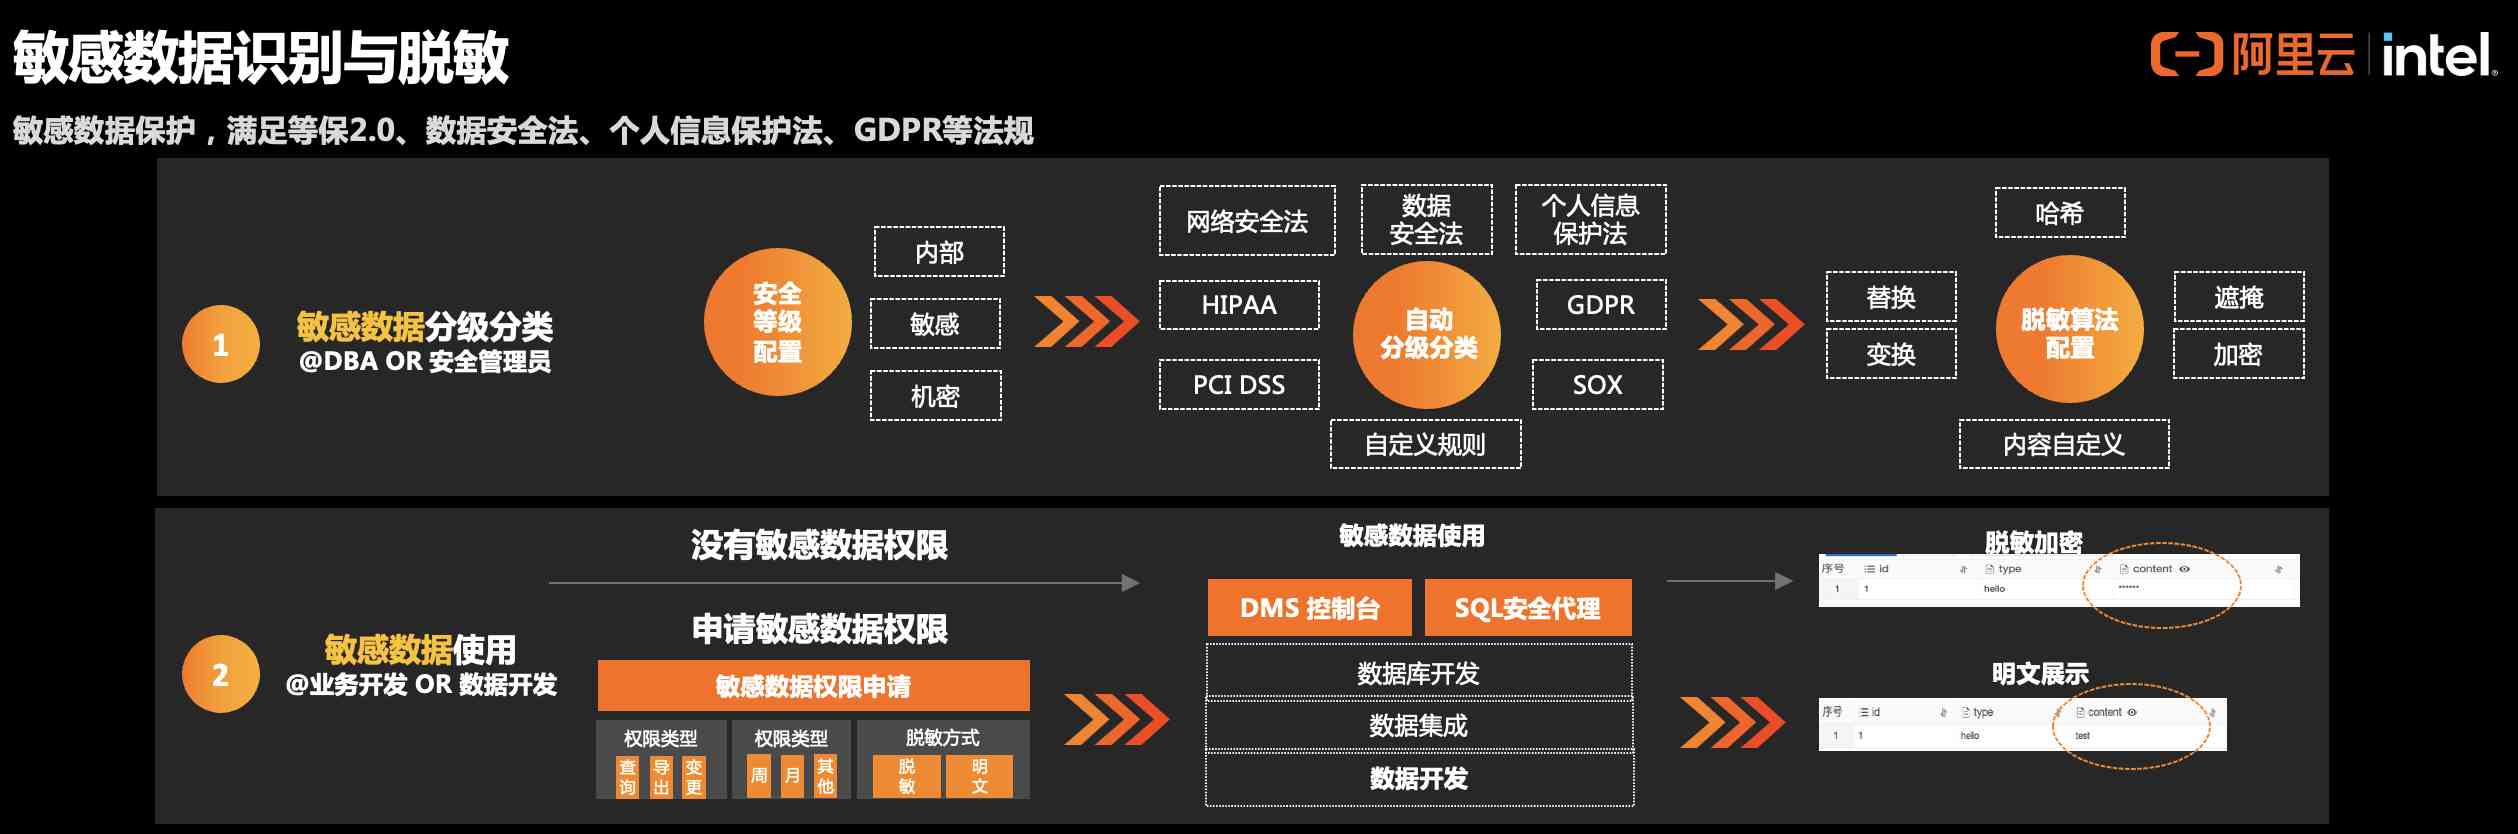 敏感数据识别与脱敏
阿里云 intel®
敏感数据保护，满足等保2.0、数据安全法、个人信息保护法、GDPR等法规
1
敏感数据分级分类
@DBA OR 安全管理员
安全
等级
配置
内部
敏感
机密
网络安全法
数据
安全法
个人信息
保护法
HIPAA
自动
分级分类
GDPR
PCI DSS
SOX
自定义规则
哈希
替换
脱敏算法
配置
遮掩
变换
加密
内容自定义
2
敏感数据使用
@业务开发 OR 数据开发
没有敏感数据权限
申请敏感数据权限
敏感数据权限申请
权限类型
查询
导出
变更
权限类型
周
月
其他
脱敏方式
脱敏
明文
敏感数据使用
DMS 控制台
SQL安全代理
数据库开发
数据集成
数据开发
脱敏加密
序号 id type content
1 1 hello ******
明文展示
序号 id type content
1 1 hello test